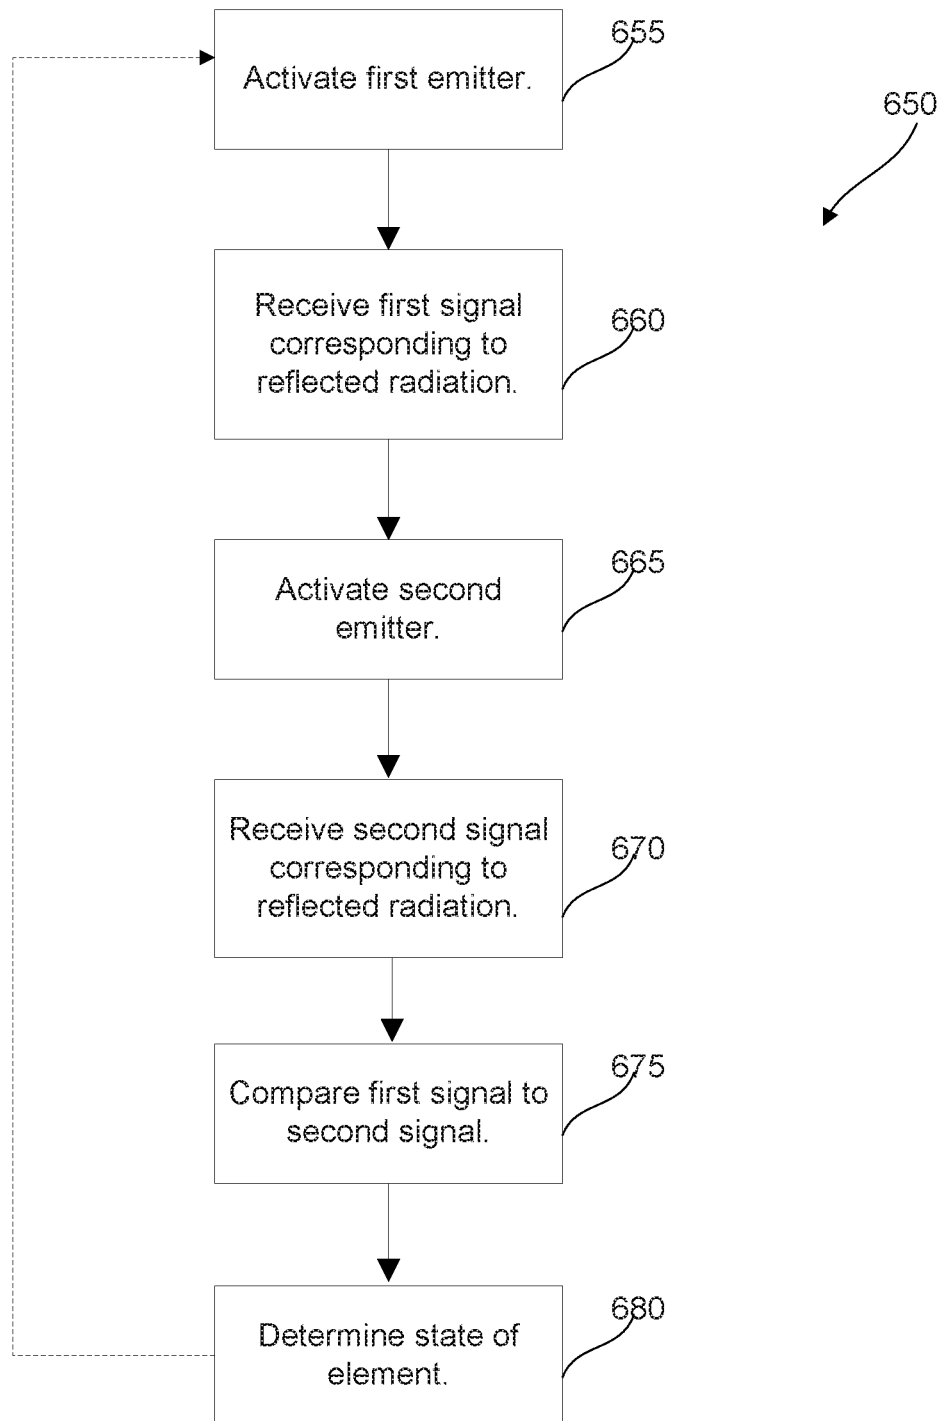 655
Activate first emitter.
650
Receive first signal
corresponding to
reflected radiation.
660
Activate second
emitter.
665
Receive second signal
corresponding to
reflected radiation.
670
Compare first signal to
second signal.
675
Determine state of
element.
680